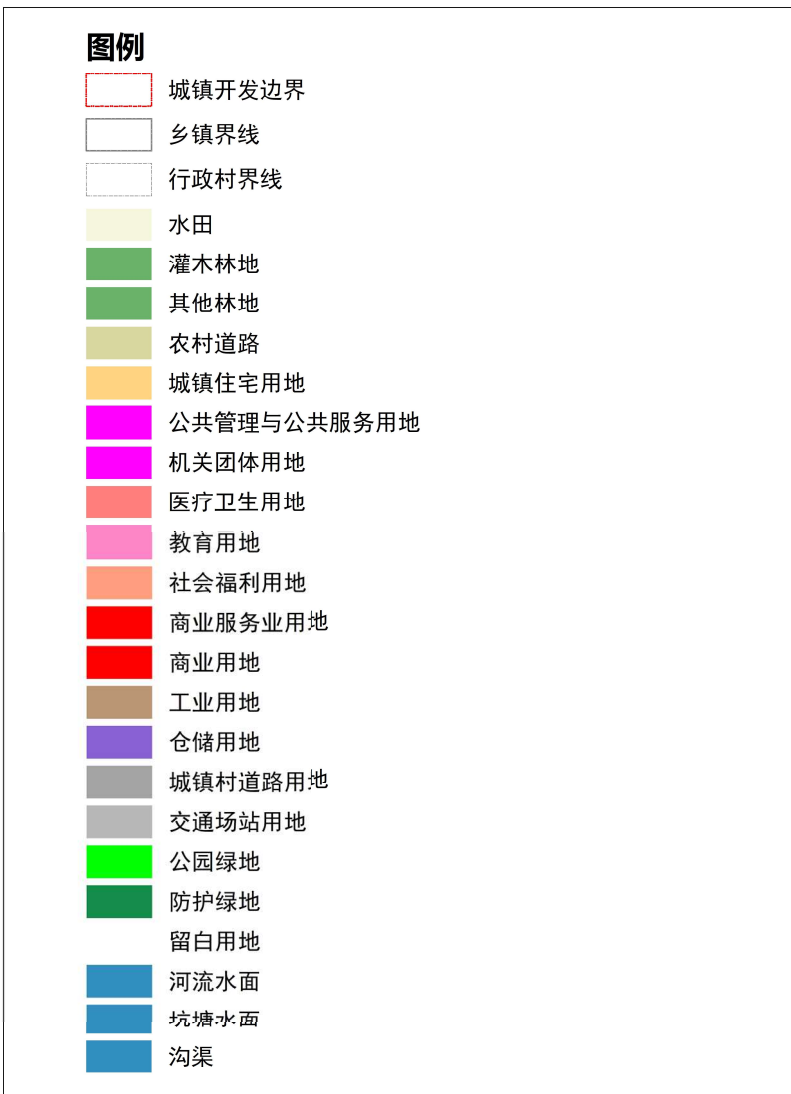 图例
城镇开发边界
乡镇界线
行政村界线
水田
灌木林地
其他林地
农村道路
城镇住宅用地
公共管理与公共服务用地
机关团体用地
医疗卫生用地
教育用地
社会福利用地
商业服务业用地
商业用地
工业用地
仓储用地
城镇村道路用地
交通场站用地
公园绿地
防护绿地
留白用地
河流水面
坑塘水面
沟渠